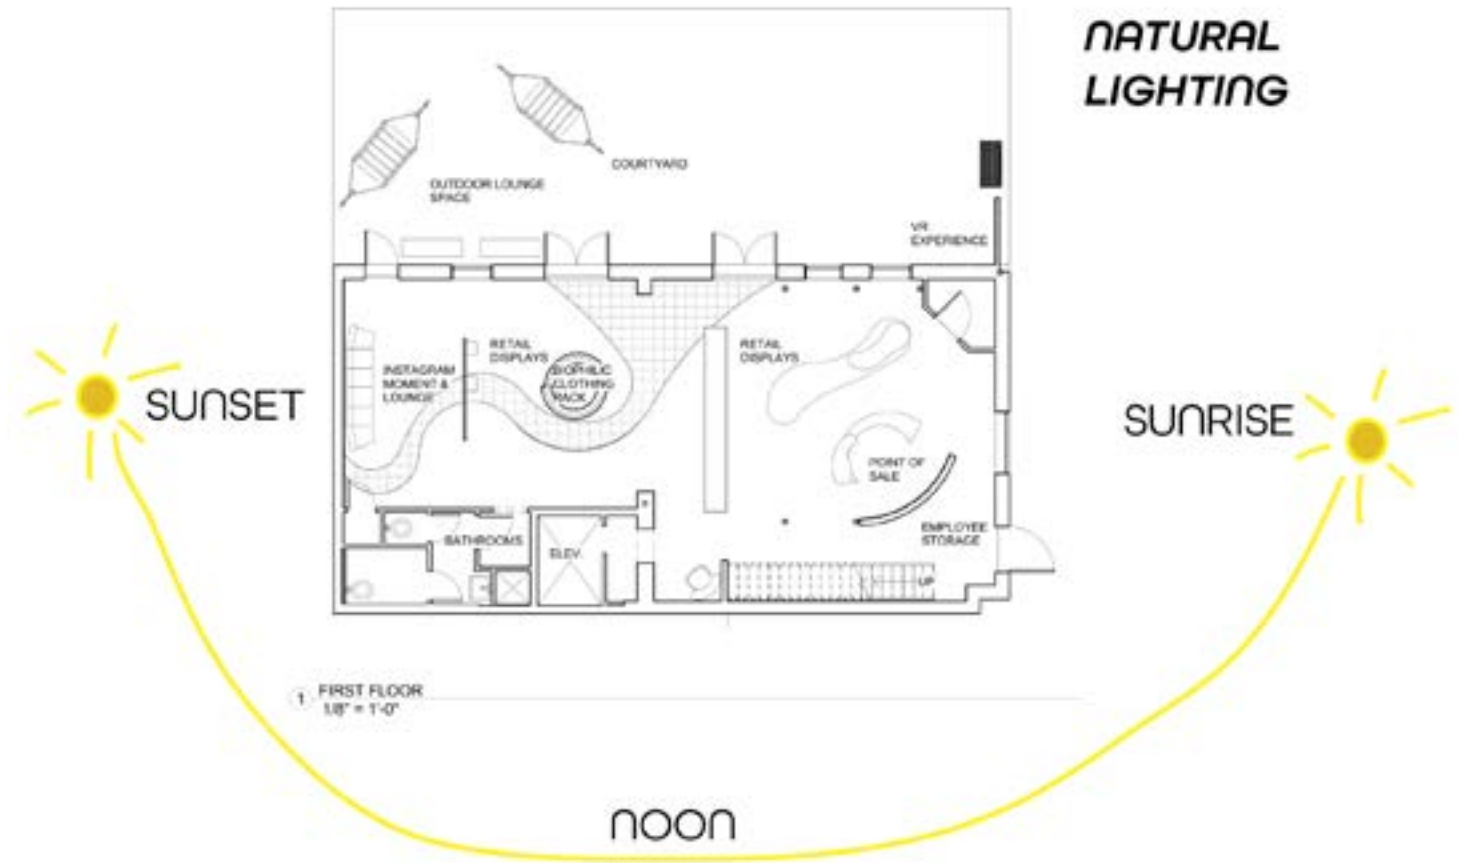 NATURAL
LIGHTING
COURTYARD
OUTDOOR LOUNGE
SPACE
VR
EXPERIENCE
RETAIL
DISPLAYS
RETAIL
DISPLAYS
INSTAGRAM
MOMENT &
LOUNGE
BIOPHILIC
CLOTHING
RACK
SUNSET
SUNRISE
POINT OF
SALE
EMPLOYEE
STORAGE
BATHROOMS
ELEV.
UP
1 FIRST FLOOR
1/8" = 1'-0"
NOON